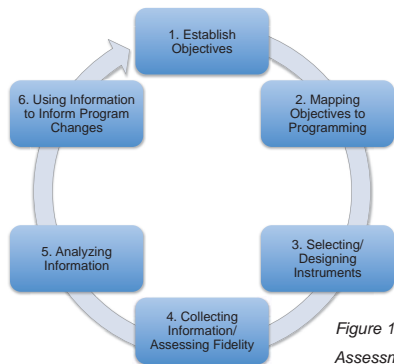 1. Establish
Objectives
2. Mapping
Objectives to
Programming
3. Selecting/
Designing
Instruments
4. Collecting
Information/
Assessing Fidelity
5. Analyzing
Information
6. Using Information
to Inform Program
Changes
Figure 1